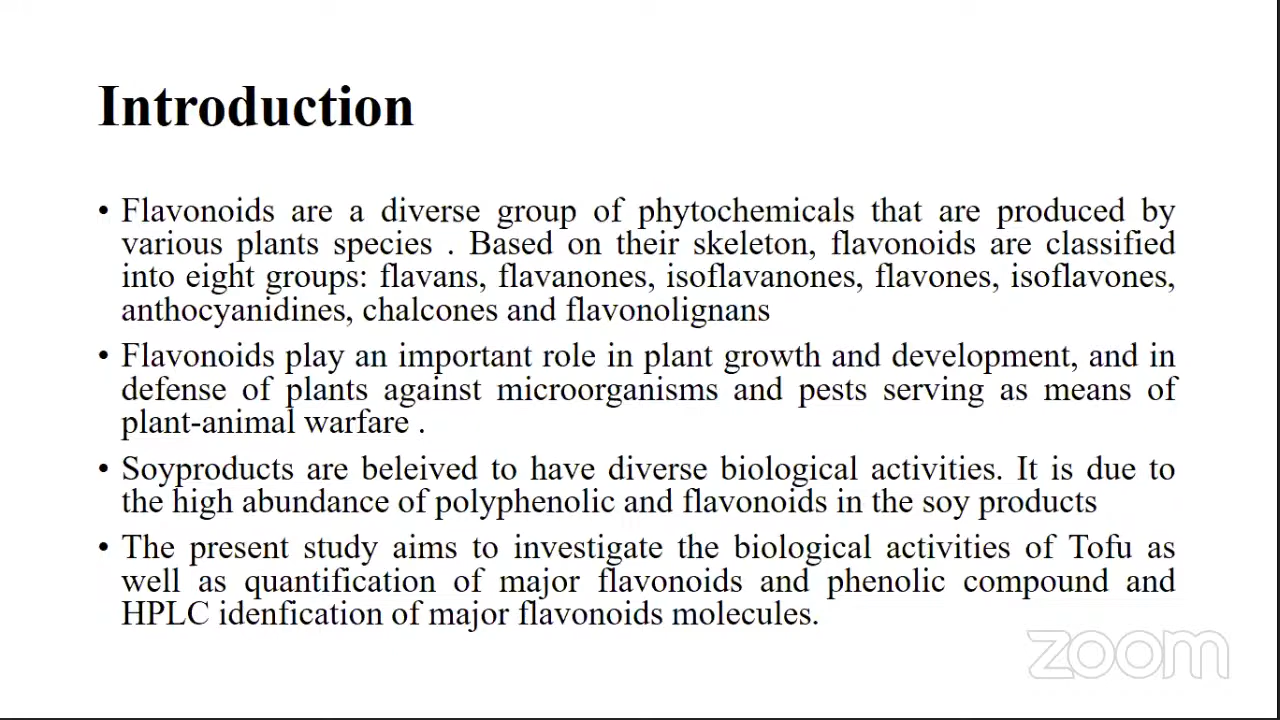 Introduction
• Flavonoids are a diverse group of phytochemicals that are produced by
various plants species . Based on their skeleton, flavonoids are classified
into eight groups: flavans, flavanones, isoflavanones, flavones, isoflavones,
anthocyanidines, chalcones and flavonolignans
• Flavonoids play an important role in plant growth and development, and in
defense of plants against microorganisms and pests serving as means of
plant-animal warfare .
• Soyproducts are beleived to have diverse biological activities. It is due to
the high abundance of polyphenolic and flavonoids in the soy products
• The present study aims to investigate the biological activities of Tofu as
well as quantification of major flavonoids and phenolic compound and
HPLC idenfication of major flavonoids molecules.
zoom